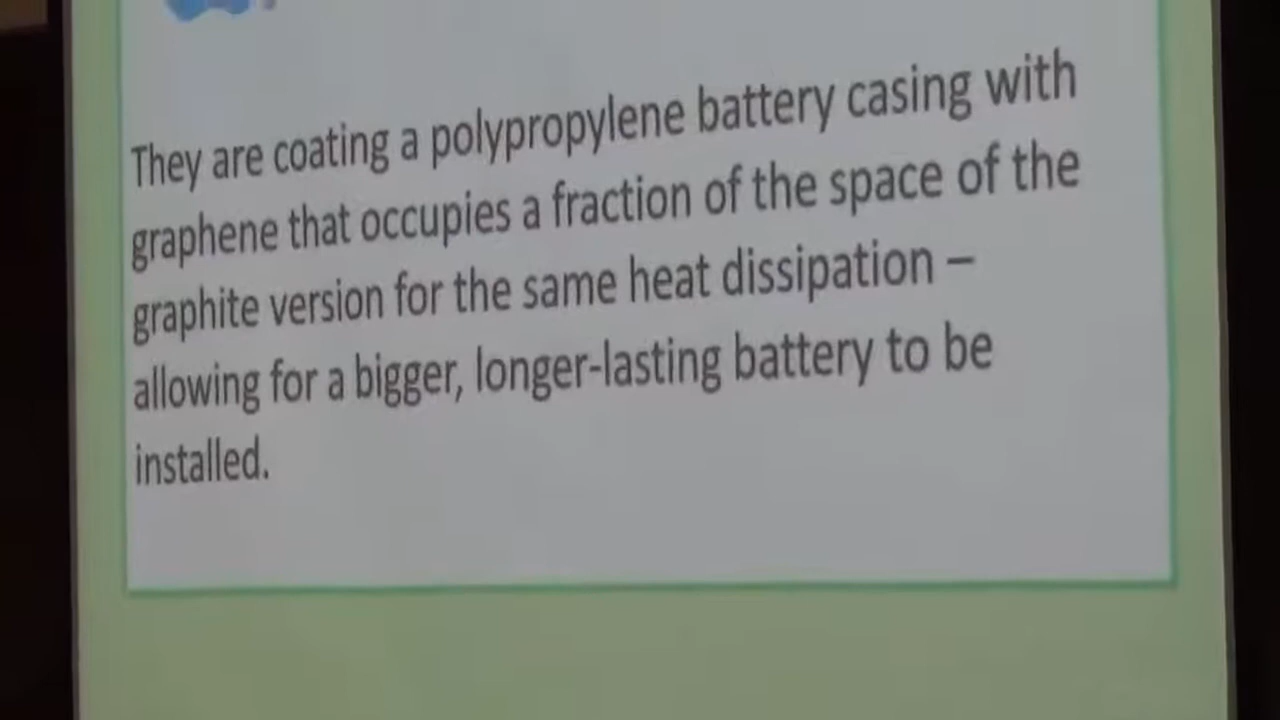 They are coating a polypropylene battery casing with
graphene that occupies a fraction of the space of the
graphite version for the same heat dissipation –
allowing for a bigger, longer-lasting battery to be
installed.